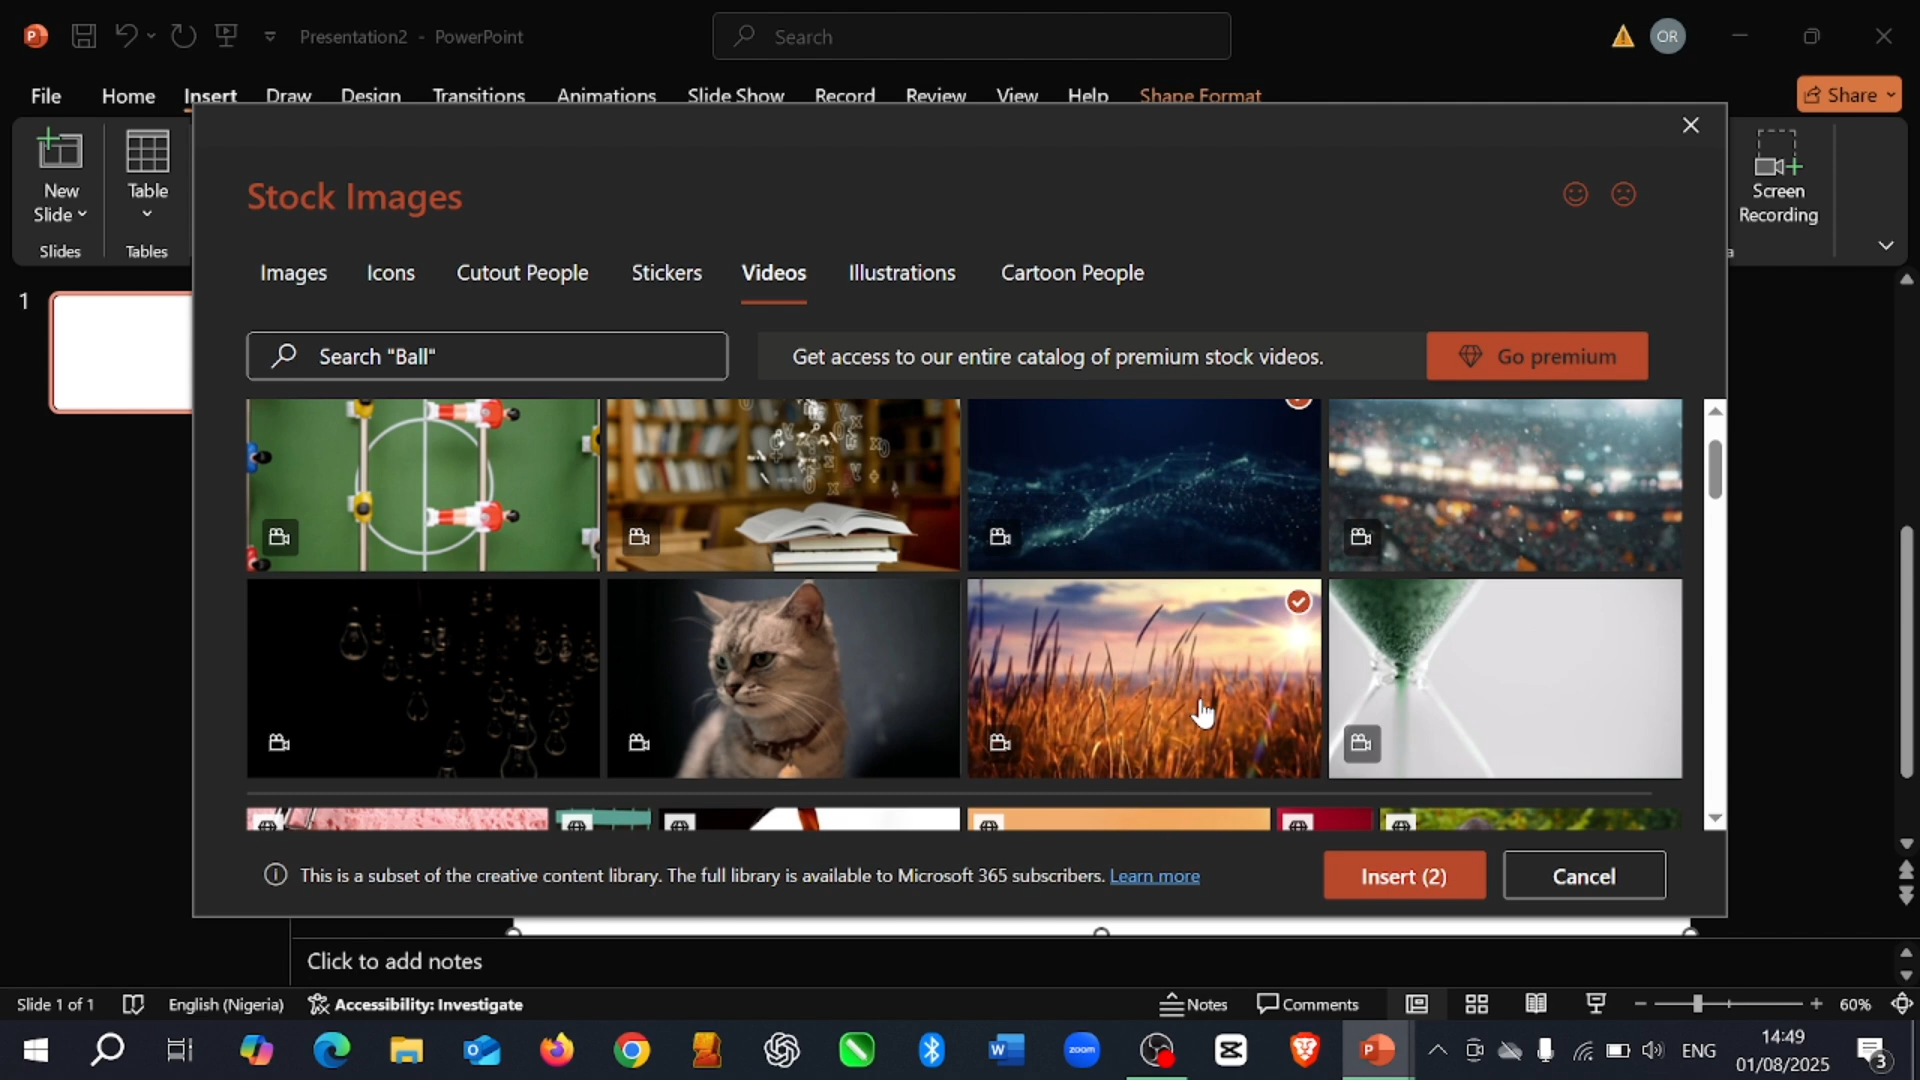 Presentation2 - PowerPoint
Search
OR
File Home Insert Draw Design Transitions Animations Slide Show Record Review View Help Shape Format
Share
New Slide
Table
Screen Recording
Slides
Tables
Stock Images
Images Icons Cutout People Stickers Videos Illustrations Cartoon People
Search "Ball"
Get access to our entire catalog of premium stock videos.
Go premium
1
This is a subset of the creative content library. The full library is available to Microsoft 365 subscribers. Learn more
Insert (2)
Cancel
Click to add notes
Slide 1 of 1 English (Nigeria) Accessibility: Investigate Notes Comments 60%
zoom
ENG
14:49
01/08/2025
3